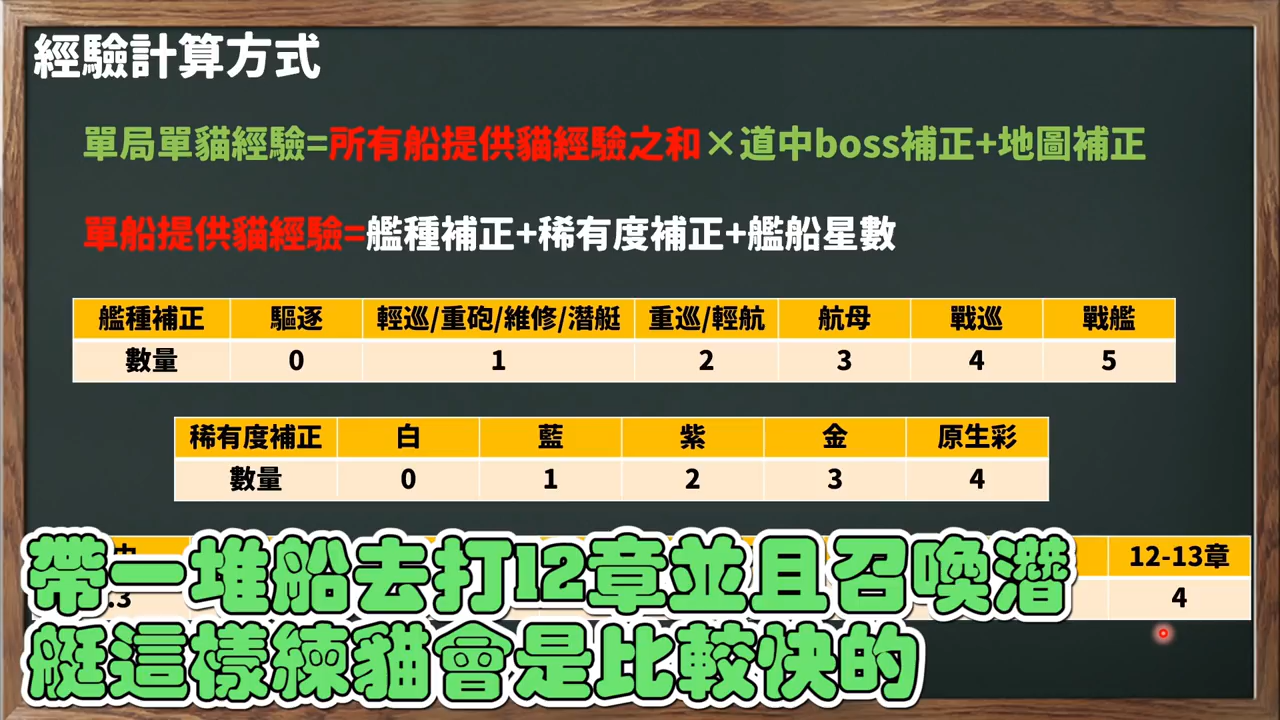 經驗計算方式
單局單貓經驗=所有船提供貓經驗之和×道中boss補正+地圖補正
單船提供貓經驗=艦種補正+稀有度補正+艦船星數
艦種補正 驅逐 輕巡/重砲/維修/潛艇 重巡/輕航 航母 戰巡 戰艦
數量 0 1 2 3 4 5
稀有度補正 白 藍 紫 金 原生彩
數量 0 1 2 3 4
12-13章
4
帶一堆船去打12章並且召喚潛
艇這樣練貓會是比較快的